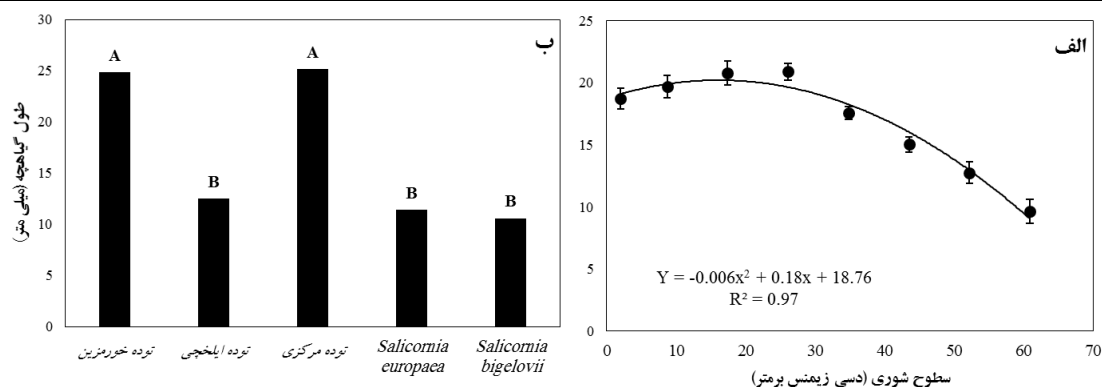 الف
25
20
15
10
5
0
Y = -0.006x² + 0.18x + 18.76
R² = 0.97
0 10 20 30 40 50 60 70
سطوح شوری (دسی زیمنس برمتر)
ب
طول گیاهچه (میلی متر)
30
25
20
15
10
5
0
A
B
A
B
B
توده خورمزین
توده ایلخچی
توده مرکزی
Salicornia
europaea
Salicornia
bigelovii